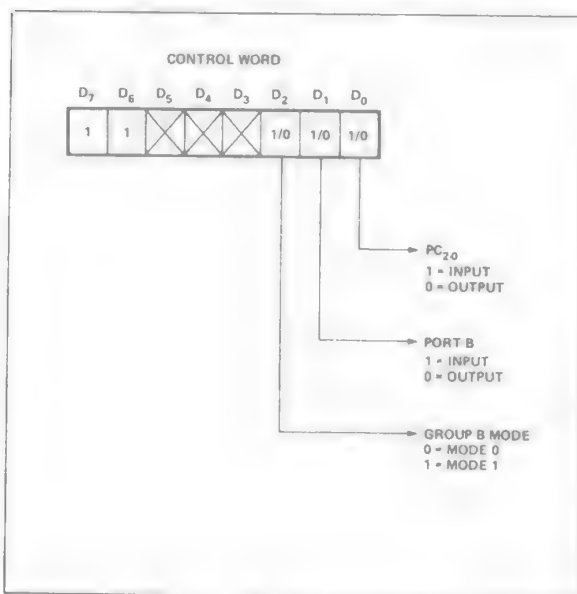 CONTROL WORD
D7 D6 D5 D4 D3 D2 D1 D0
1 1 1/0 1/0 1/0
PC2-0
1 = INPUT
0 = OUTPUT
PORT B
1 = INPUT
0 = OUTPUT
GROUP B MODE
0 = MODE 0
1 = MODE 1